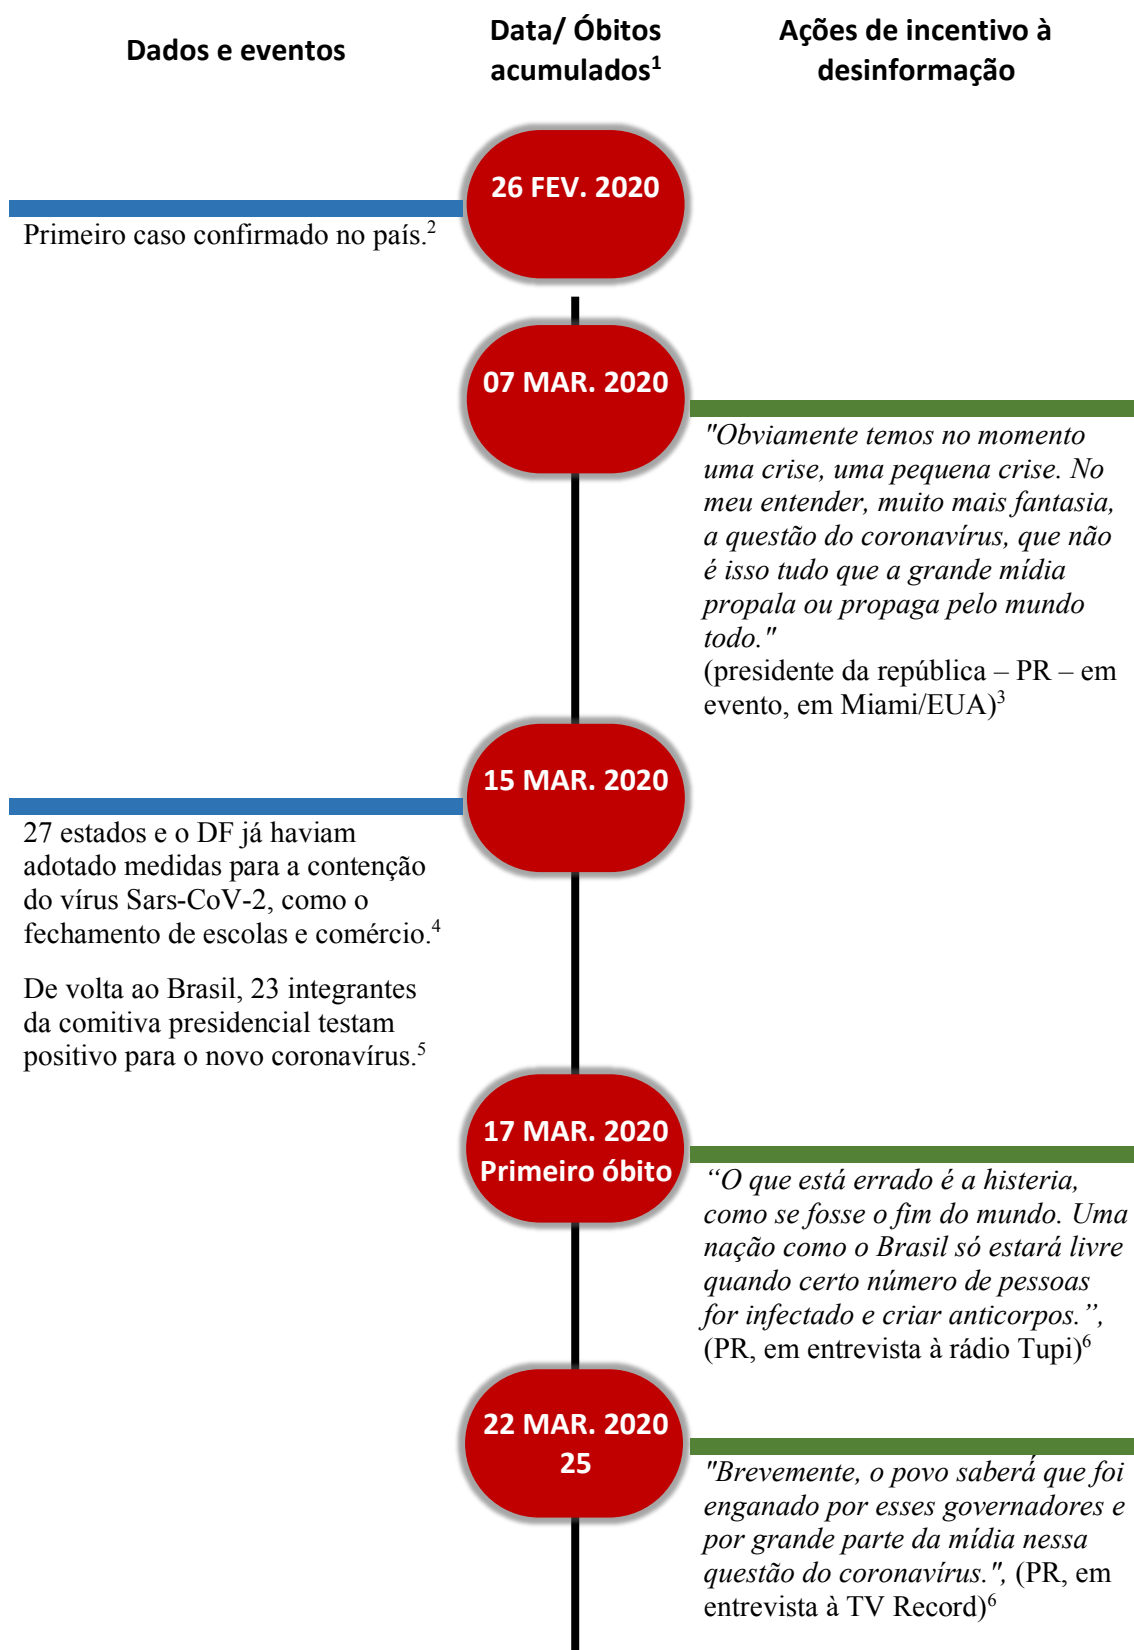 Dados e eventos
Data/ Óbitos
acumulados1
Ações de incentivo à
desinformação
26 FEV. 2020
Primeiro caso confirmado no país.2
07 MAR. 2020
"Obviamente temos no momento
uma crise, uma pequena crise. No
meu entender, muito mais fantasia,
a questão do coronavírus, que não
é isso tudo que a grande mídia
propala ou propaga pelo mundo
todo."
(presidente da república – PR – em
evento, em Miami/EUA)3
15 MAR. 2020
27 estados e o DF já haviam
adotado medidas para a contenção
do vírus Sars-CoV-2, como o
fechamento de escolas e comércio.4
De volta ao Brasil, 23 integrantes
da comitiva presidencial testam
positivo para o novo coronavírus.5
17 MAR. 2020
Primeiro óbito
“O que está errado é a histeria,
como se fosse o fim do mundo. Uma
nação como o Brasil só estará livre
quando certo número de pessoas
for infectado e criar anticorpos.”,
(PR, em entrevista à rádio Tupi)6
22 MAR. 2020
25
"Brevemente, o povo saberá que foi
enganado por esses governadores e
por grande parte da mídia nessa
questão do coronavírus.", (PR, em
entrevista à TV Record)6